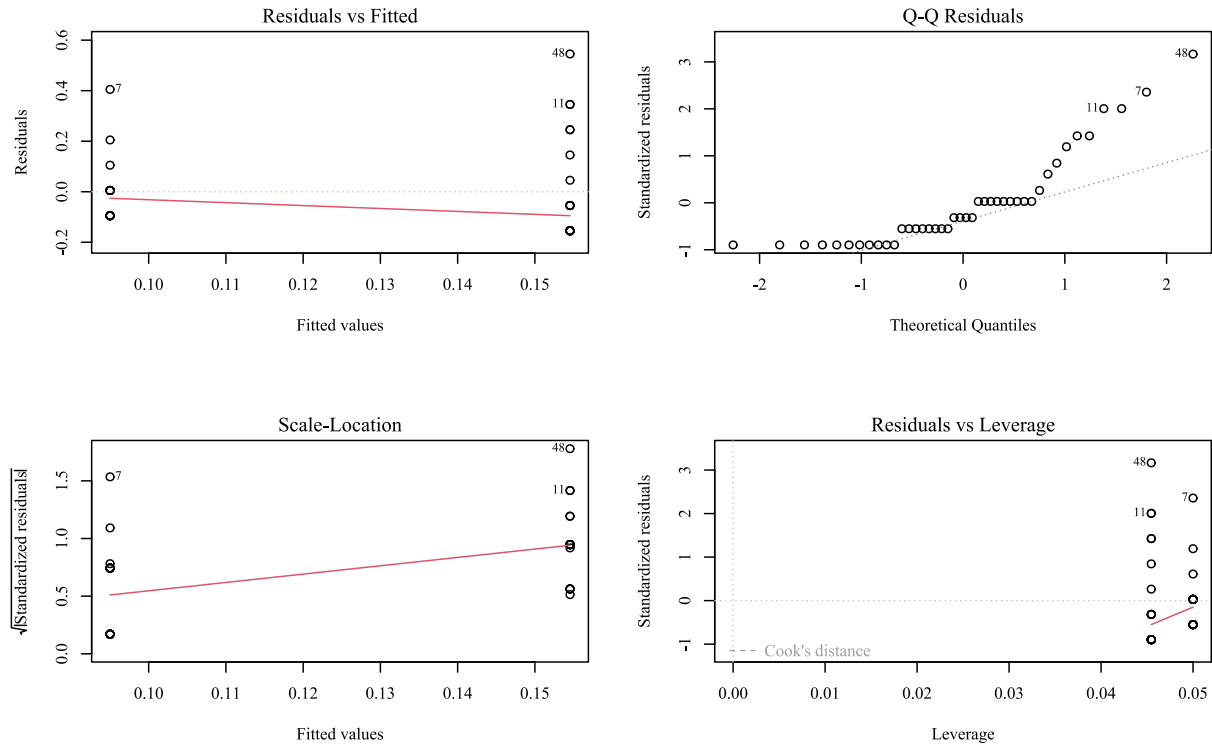 Residuals vs Fitted
Residuals
0.6
0.4
0.2
0.0
-0.2
48
7
11
0.10 0.11 0.12 0.13 0.14 0.15
Fitted values
Q-Q Residuals
Standardized residuals
3
2
1
0
-1
48
7
11
-2 -1 0 1 2
Theoretical Quantiles
Scale-Location
√|Standardized residuals|
1.5
1.0
0.5
0.0
48
7
11
0.10 0.11 0.12 0.13 0.14 0.15
Fitted values
Residuals vs Leverage
Standardized residuals
3
2
1
0
-1
48
7
11
Cook's distance
0.00 0.01 0.02 0.03 0.04 0.05
Leverage